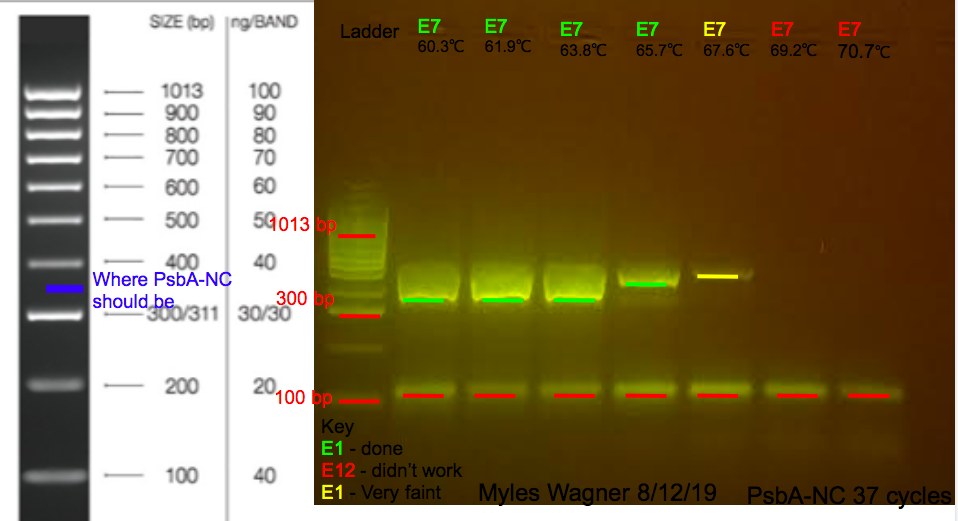 SIZE (bp) ng/BAND
1013 100
900 90
800 80
700 70
600 60
500 50
400 40
Where PsbA-NC
should be
300/311 30/30
200 20
100 40
Ladder E7 E7 E7 E7 E7 E7 E7
60.3℃ 61.9℃ 63.8℃ 65.7℃ 67.6℃ 69.2℃ 70.7℃
1013 bp
300 bp
100 bp
Key
E1 - done
E12 - didn't work
E1 - Very faint
Myles Wagner 8/12/19 PsbA-NC 37 cycles